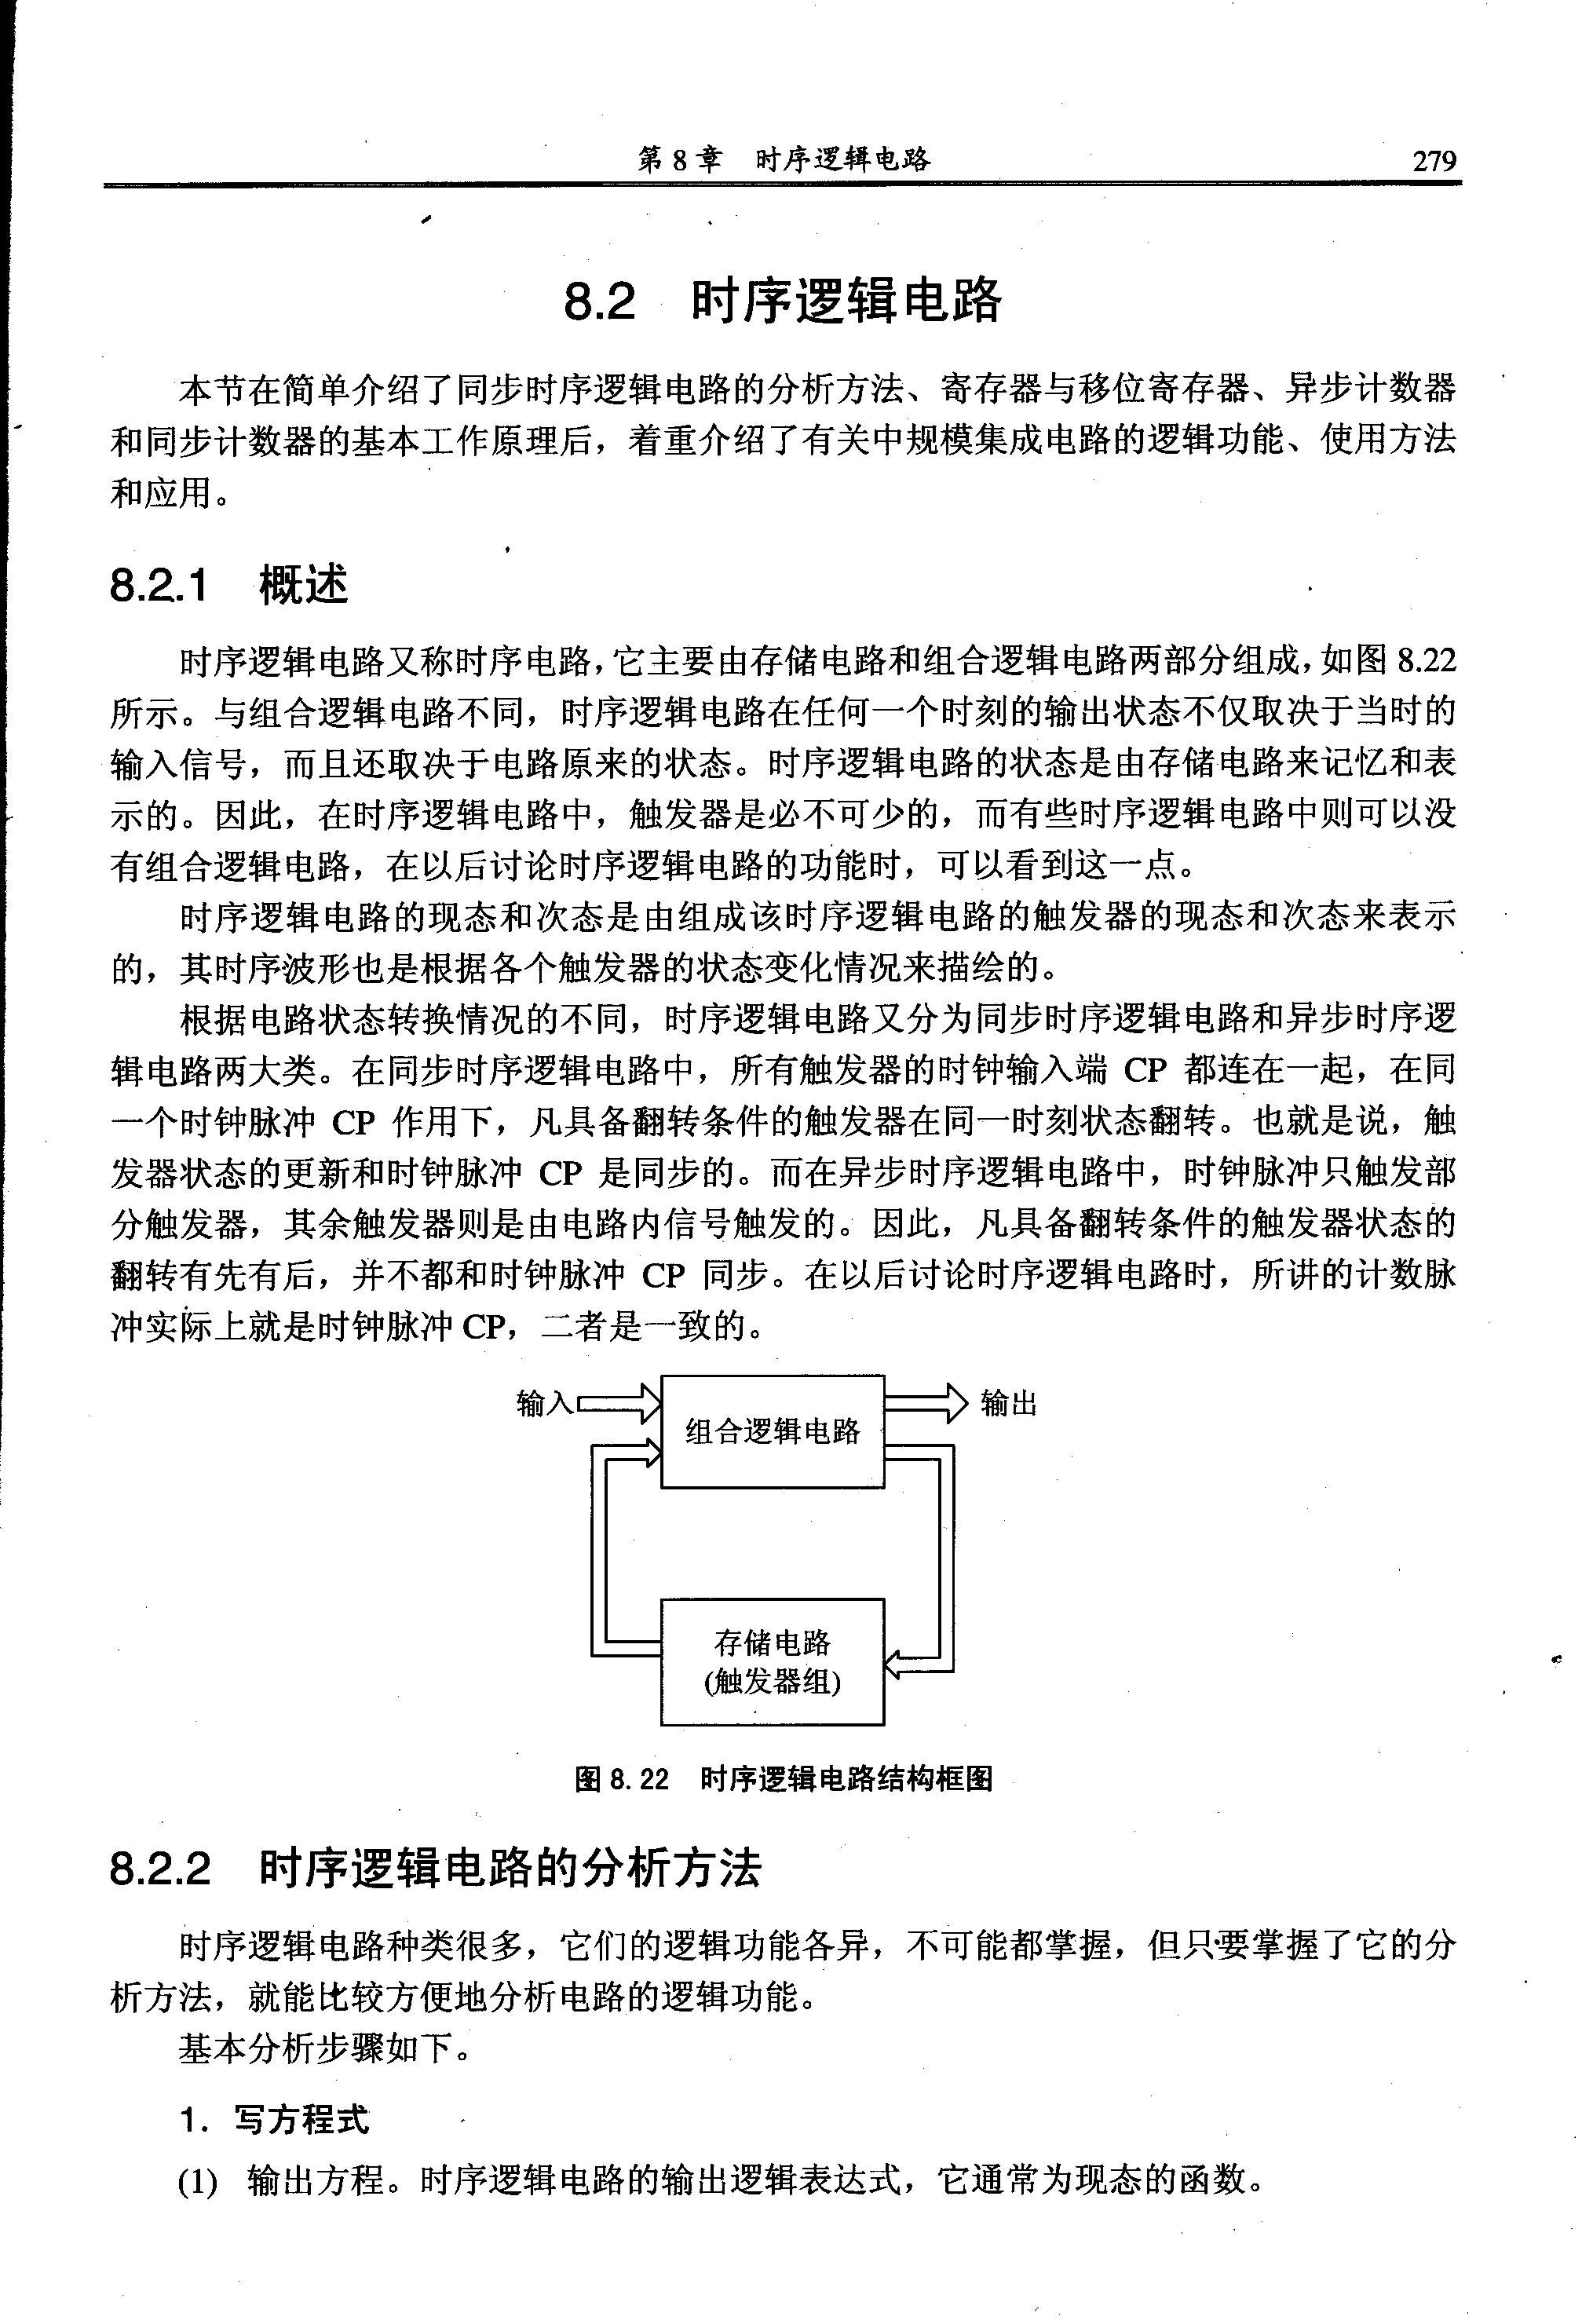 第8章 时序逻辑电路 279
8.2 时序逻辑电路
本节在简单介绍了同步时序逻辑电路的分析方法、寄存器与移位寄存器、异步计数器
和同步计数器的基本工作原理后，着重介绍了有关中规模集成电路的逻辑功能、使用方法
和应用。
8.2.1 概述
时序逻辑电路又称时序电路，它主要由存储电路和组合逻辑电路两部分组成，如图 8.22
所示。与组合逻辑电路不同，时序逻辑电路在任何一个时刻的输出状态不仅取决于当时的
输入信号，而且还取决于电路原来的状态。时序逻辑电路的状态是由存储电路来记忆和表
示的。因此，在时序逻辑电路中，触发器是必不可少的，而有些时序逻辑电路中则可以没
有组合逻辑电路，在以后讨论时序逻辑电路的功能时，可以看到这一点。
时序逻辑电路的现态和次态是由组成该时序逻辑电路的触发器的现态和次态来表示
的，其时序波形也是根据各个触发器的状态变化情况来描绘的。
根据电路状态转换情况的不同，时序逻辑电路又分为同步时序逻辑电路和异步时序逻
辑电路两大类。在同步时序逻辑电路中，所有触发器的时钟输入端 CP 都连在一起，在同
一个时钟脉冲 CP 作用下，凡具备翻转条件的触发器在同一时刻状态翻转。也就是说，触
发器状态的更新和时钟脉冲 CP 是同步的。而在异步时序逻辑电路中，时钟脉冲只触发部
分触发器，其余触发器则是由电路内信号触发的。因此，凡具备翻转条件的触发器状态的
翻转有先有后，并不都和时钟脉冲 CP 同步。在以后讨论时序逻辑电路时，所讲的计数脉
冲实际上就是时钟脉冲 CP，二者是一致的。
输入
组合逻辑电路
输出
存储电路
(触发器组)
图 8.22 时序逻辑电路结构框图
8.2.2 时序逻辑电路的分析方法
时序逻辑电路种类很多，它们的逻辑功能各异，不可能都掌握，但只要掌握了它的分
析方法，就能比较方便地分析电路的逻辑功能。
基本分析步骤如下。
1. 写方程式
(1) 输出方程。时序逻辑电路的输出逻辑表达式，它通常为现态的函数。